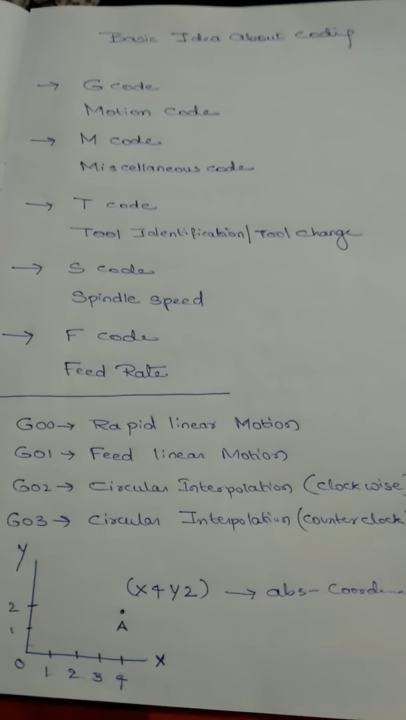 Basic Idea About coding
→ G code
Motion code
→ M code
Miscellaneous code
→ T code
Tool Identification/Tool change
→ S code
Spindle speed
→ F code
Feed Rate
G00→ Rapid linear Motion
G01→ Feed linear Motion
G02→ Circular Interpolation (clockwise)
G03→ Circular Interpolation (counterclock
Y
(X4Y2) → abs-Coord
2
A
1
0 1 2 3 4 X